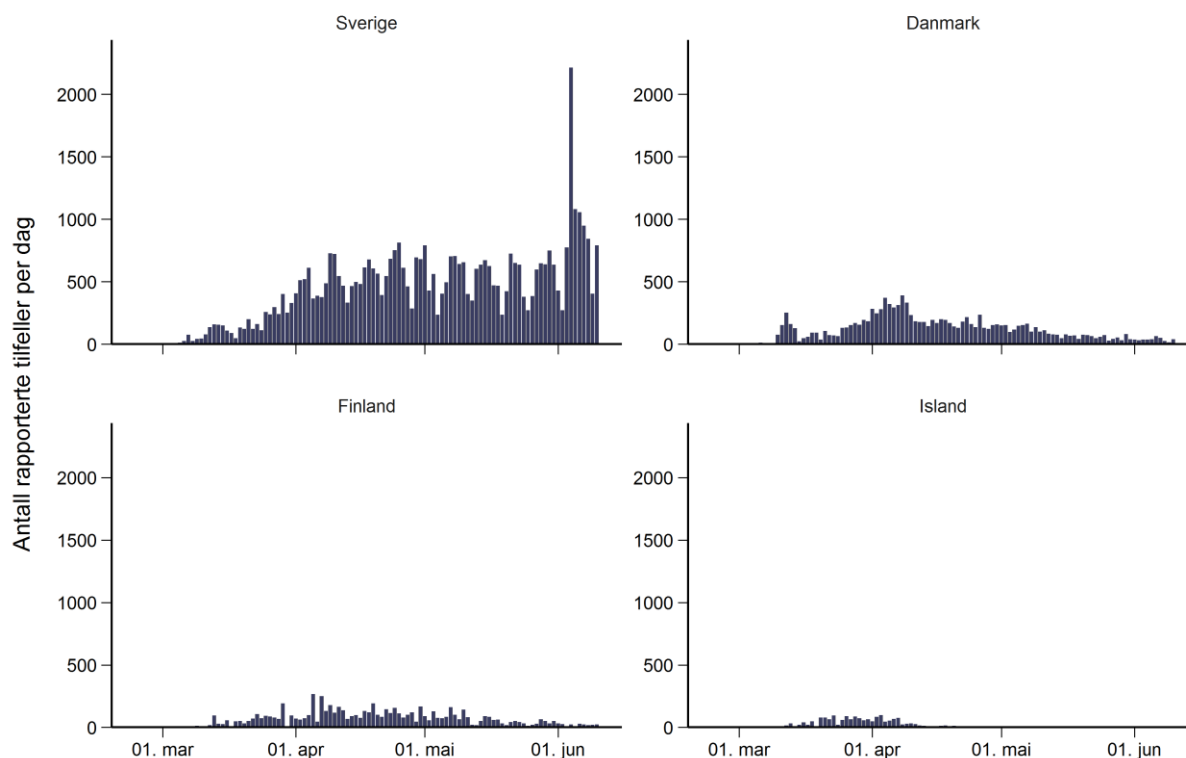 Sverige
Danmark
Antall rapporterte tilfeller per dag
2000
1500
1000
500
0
2000
1500
1000
500
0
Finland
Island
2000
1500
1000
500
0
01. mar
01. apr
01. mai
01. jun
2000
1500
1000
500
0
01. mar
01. apr
01. mai
01. jun